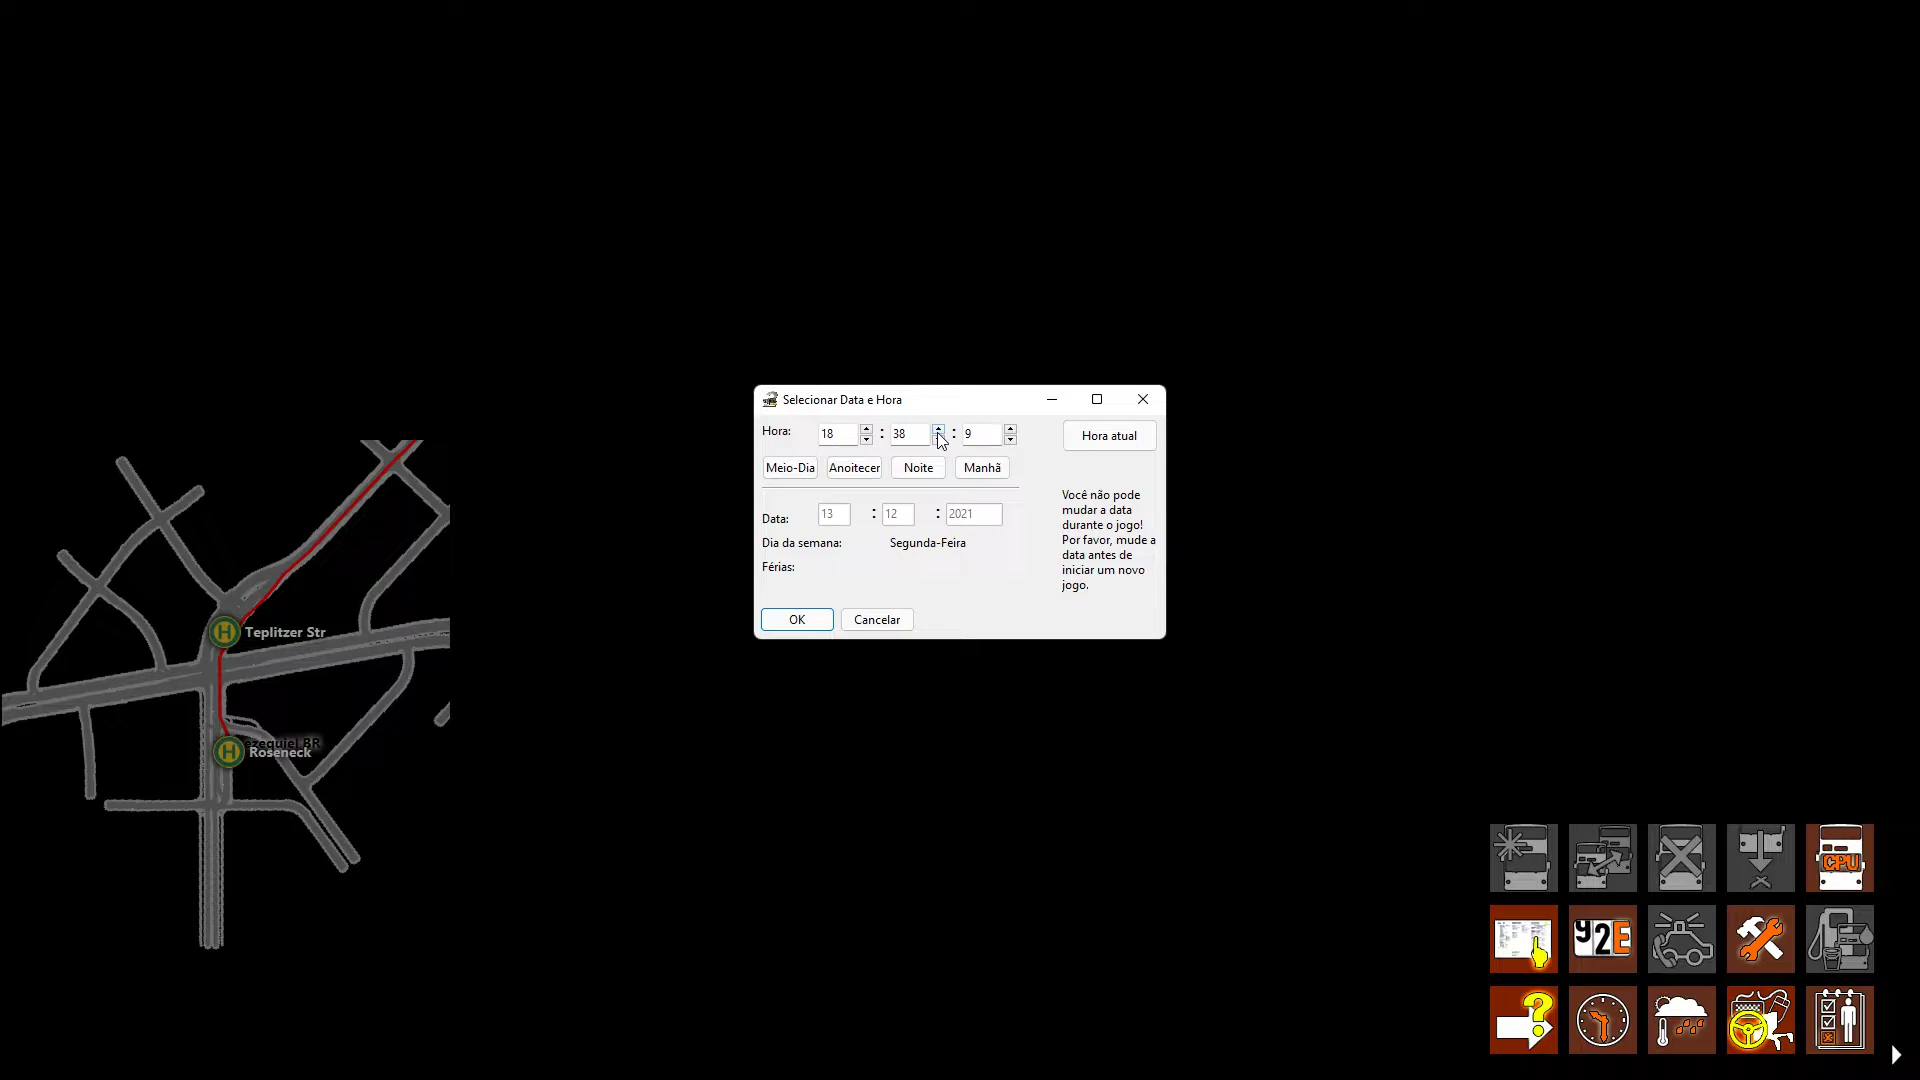 Selecionar Data e Hora
Hora: 18 : 38 : 9
Hora atual
Meio-Dia Anoitecer Noite Manhã
Data: 13 : 12 : 2021
Dia da semana: Segunda-Feira
Férias:
Você não pode
mudar a data
durante o jogo!
Por favor, mude a
data antes de
iniciar um novo
jogo.
OK Cancelar
Teplitzer Str
ezequiel BR
Roseneck
CPU
92E
?